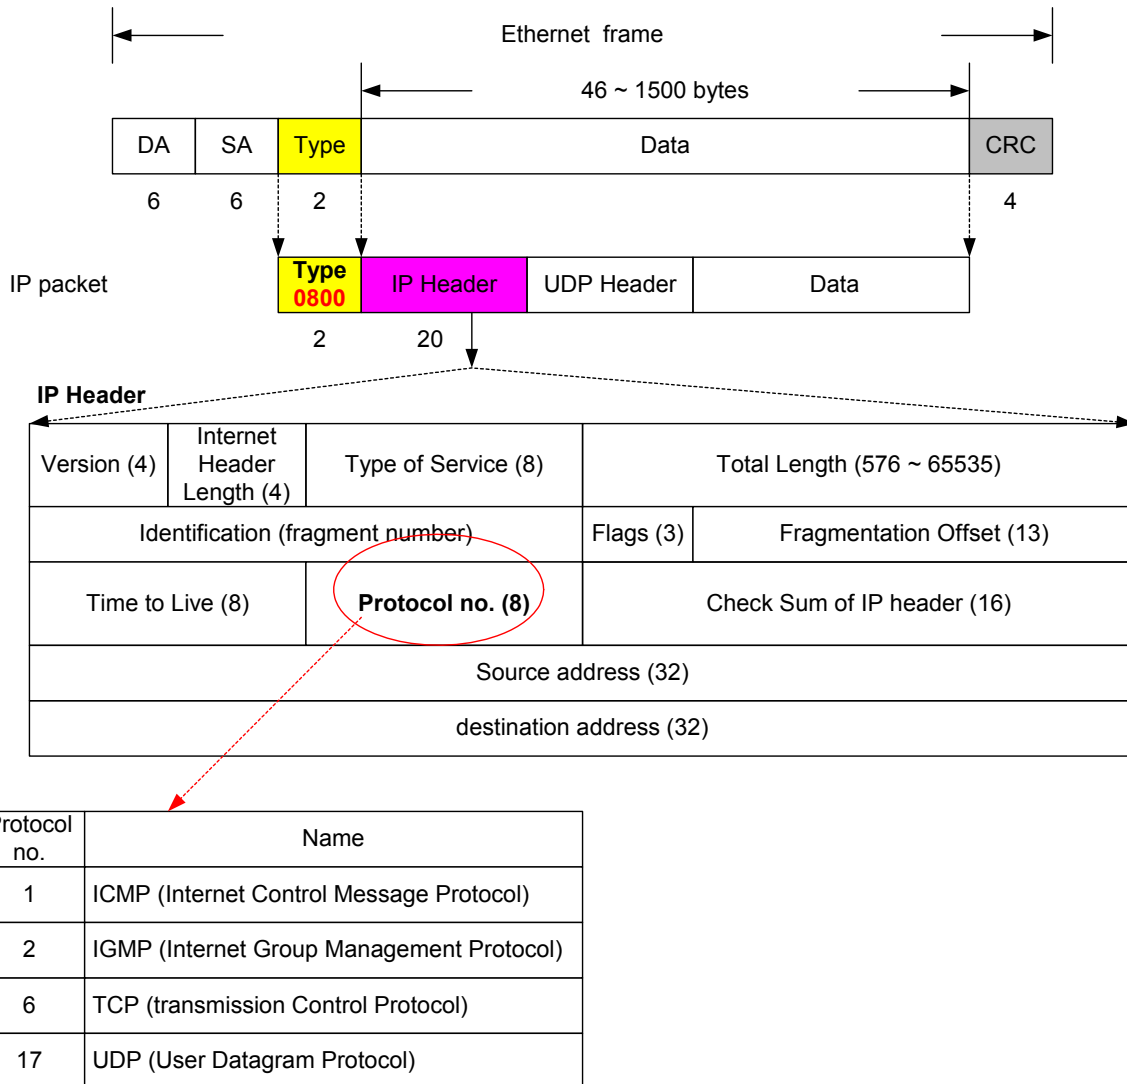 Ethernet frame
46 ~ 1500 bytes
DA SA Type Data CRC
6 6 2 4
IP packet
Type
0800
IP Header UDP Header Data
2 20
IP Header
Version (4)
Internet
Header
Length (4)
Type of Service (8)
Total Length (576 ~ 65535)
Identification (fragment number)
Flags (3)
Fragmentation Offset (13)
Time to Live (8)
Protocol no. (8)
Check Sum of IP header (16)
Source address (32)
destination address (32)
rotocol
no.
Name
1 ICMP (Internet Control Message Protocol)
2 IGMP (Internet Group Management Protocol)
6 TCP (transmission Control Protocol)
17 UDP (User Datagram Protocol)